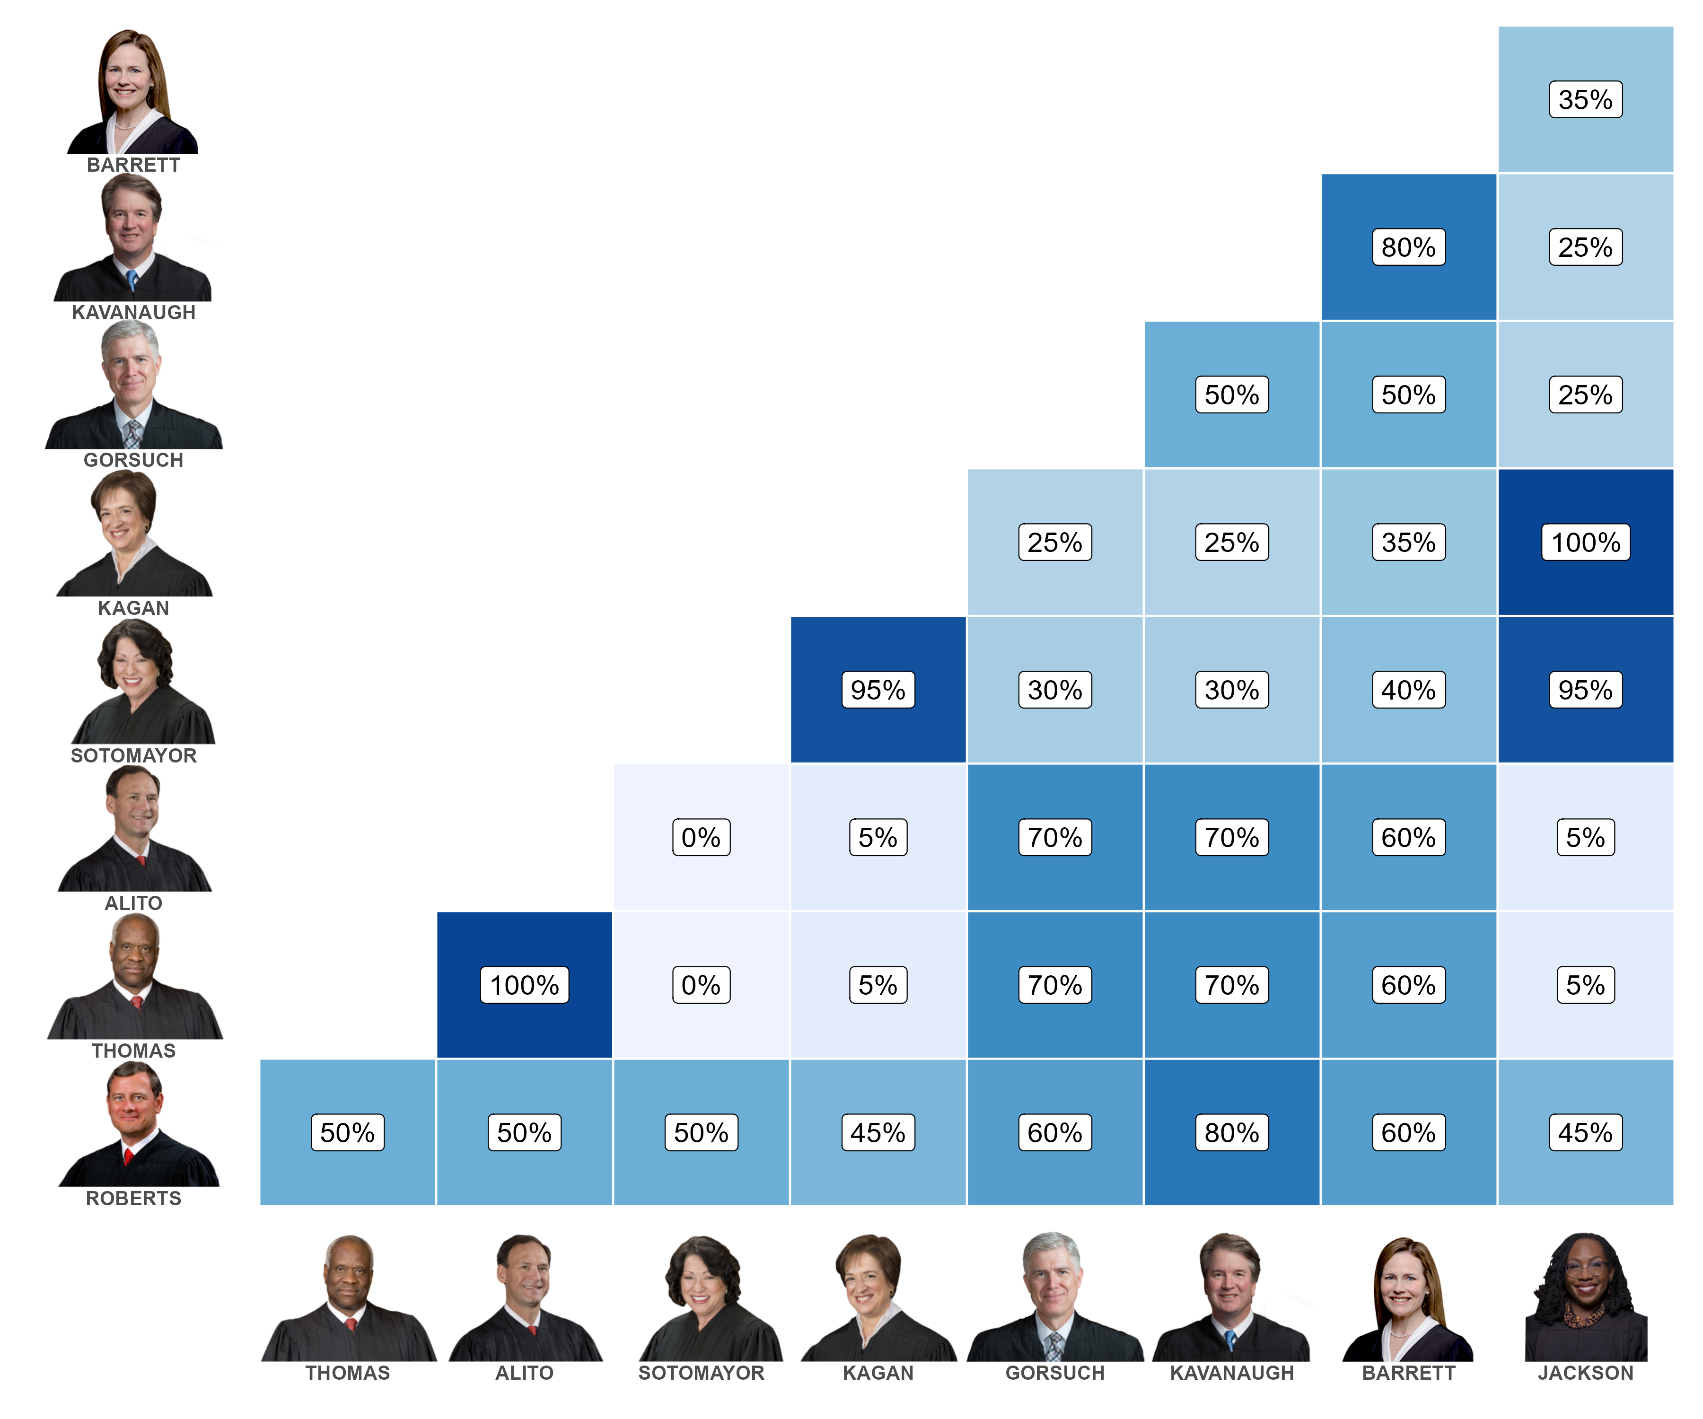 35%
BARRETT
80% 25%
KAVANAUGH
50% 50% 25%
GORSUCH
25% 25% 35% 100%
KAGAN
95% 30% 30% 40% 95%
SOTOMAYOR
0% 5% 70% 70% 60% 5%
ALITO
100% 0% 5% 70% 70% 60% 5%
THOMAS
50% 50% 50% 45% 60% 80% 60% 45%
ROBERTS
THOMAS ALITO SOTOMAYOR KAGAN GORSUCH KAVANAUGH BARRETT JACKSON